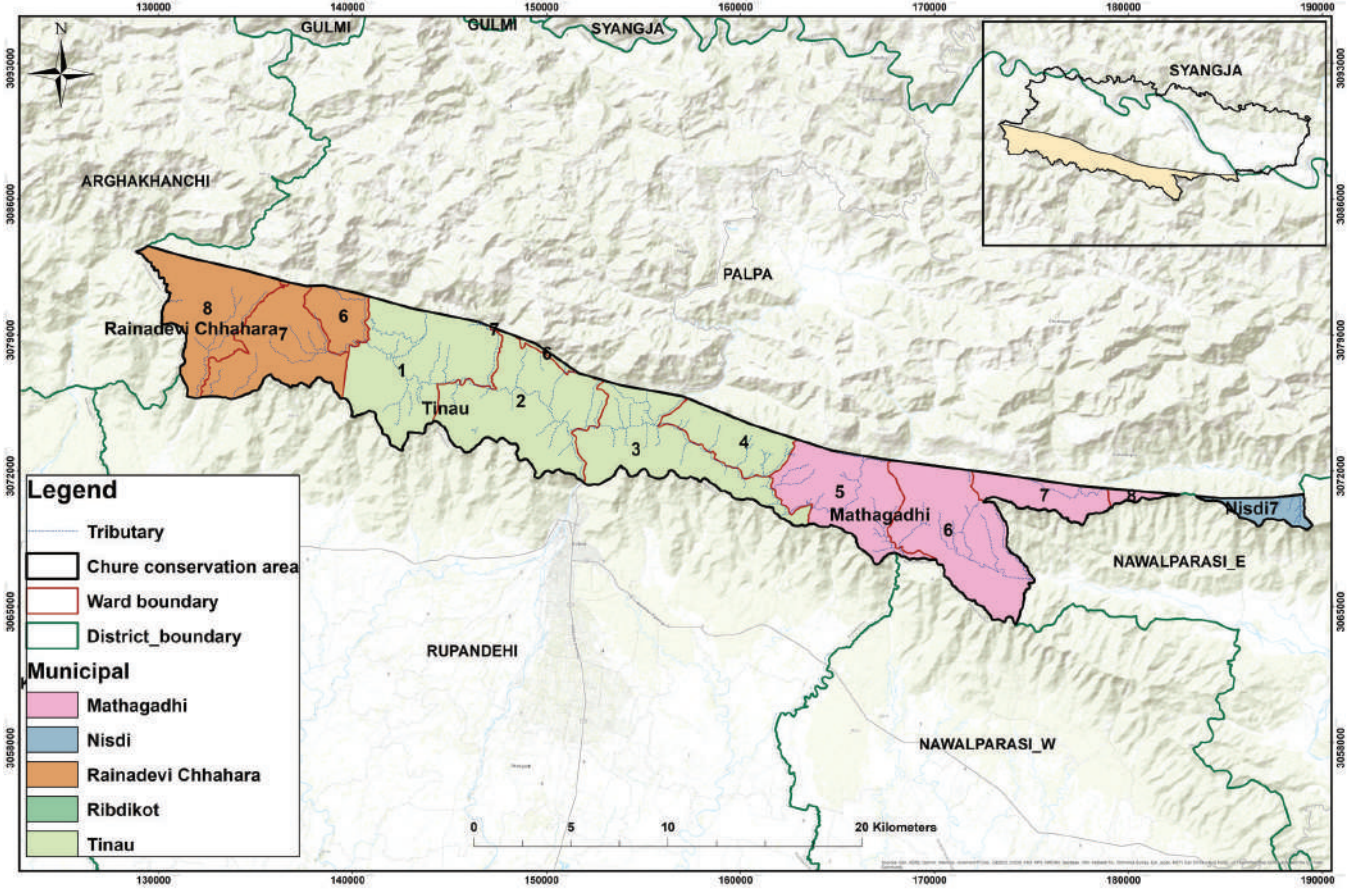 130000 140000 150000 160000 170000 180000 190000
GULMI
GULMI
SYANGJA
N
3093000
3093000
SYANGJA
ARGHAKHANCHI
3086000
3086000
PALPA
8
6
Rainadevi Chhahara
7
7
3079000
3079000
6
1
2
Tinau
4
3
3072000
3072000
5
7
8
Mathagadhi
6
Nisdi7
NAWALPARASI_E
Legend
Tributary
Chure conservation area
Ward boundary
District_boundary
Municipal
Mathagadhi
Nisdi
Rainadevi Chhahara
Ribdikot
Tinau
3065000
3065000
RUPANDEHI
NAWALPARASI_W
3058000
3058000
0 5 10 20 Kilometers
130000 140000 150000 160000 170000 180000 190000